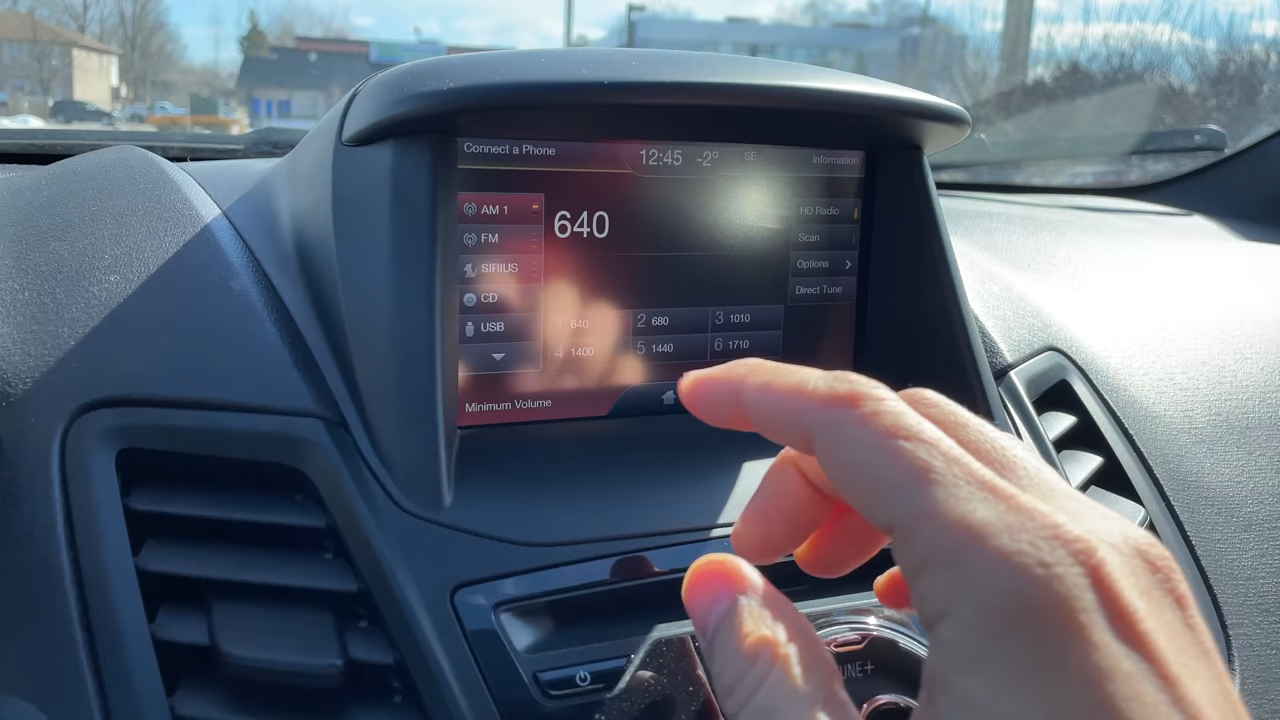 Connect a Phone
12:45 -2° SE
Information
AM 1
640
HD Radio
FM
Scan
SIRIUS
Options
CD
Direct Tune
USB
1 640
2 680
3 1010
4 1400
5 1440
6 1710
Minimum Volume
TUNE+